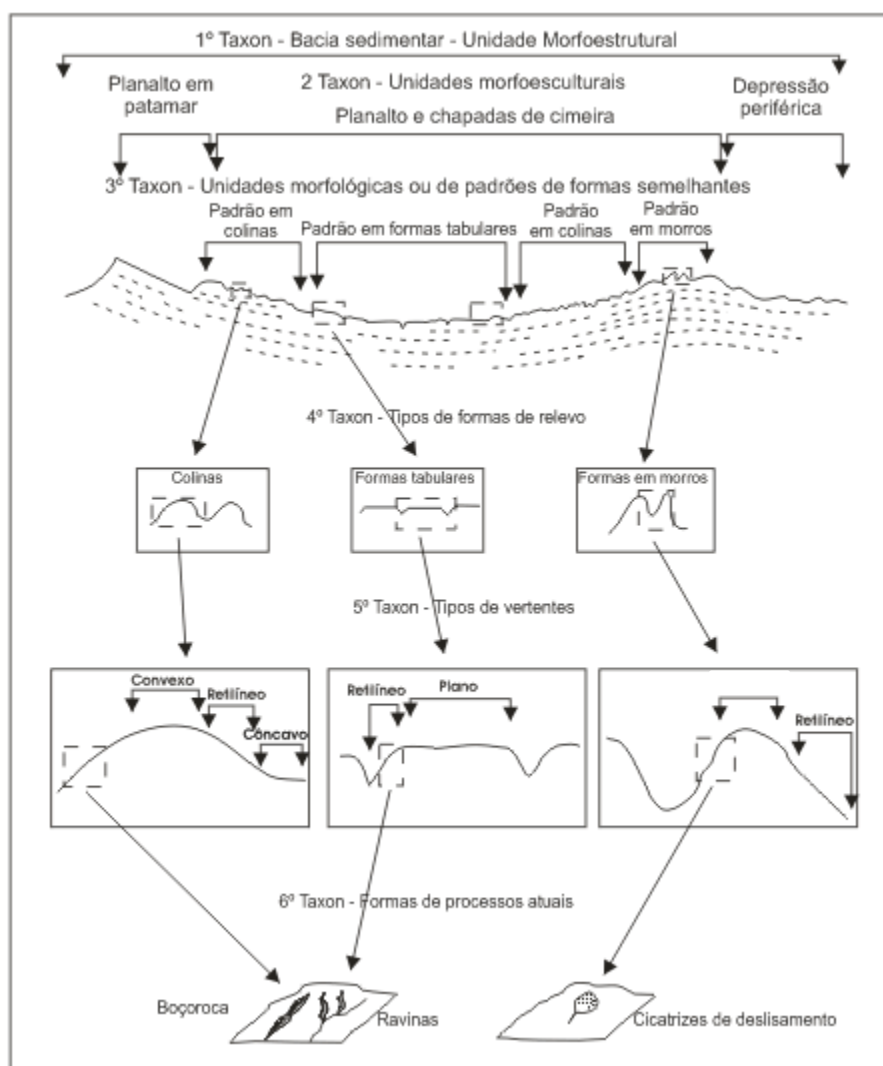 1º Taxon - Bacia sedimentar - Unidade Morfoestrutural
Planalto em
patamar
2 Taxon - Unidades morfoesculturais
Depressão
periférica
Planalto e chapadas de cimeira
3º Taxon - Unidades morfológicas ou de padrões de formas semelhantes
Padrão em
colinas
Padrão em formas tabulares
Padrão
em colinas
Padrão
em morros
4º Taxon - Tipos de formas de relevo
Colinas
Formas tabulares
Formas em morros
5º Taxon - Tipos de vertentes
Convexo
Retilíneo
Côncavo
Retilíneo
Plano
Retilíneo
6º Taxon - Formas de processos atuais
Boçoroca
Ravinas
Cicatrizes de deslisamento